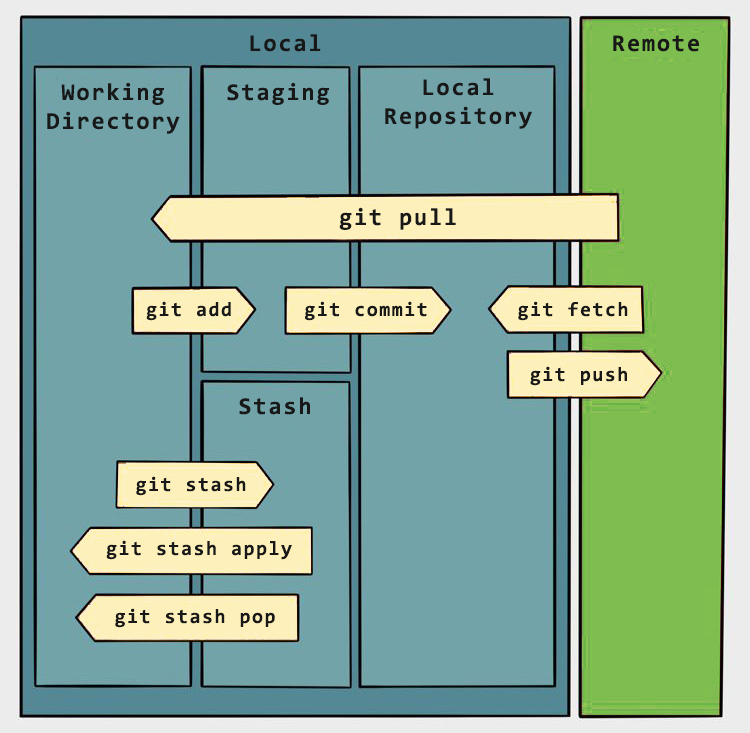 Local
Remote
Working
Directory
Staging
Local
Repository
git pull
git add
git commit
git fetch
git push
Stash
git stash
git stash apply
git stash pop